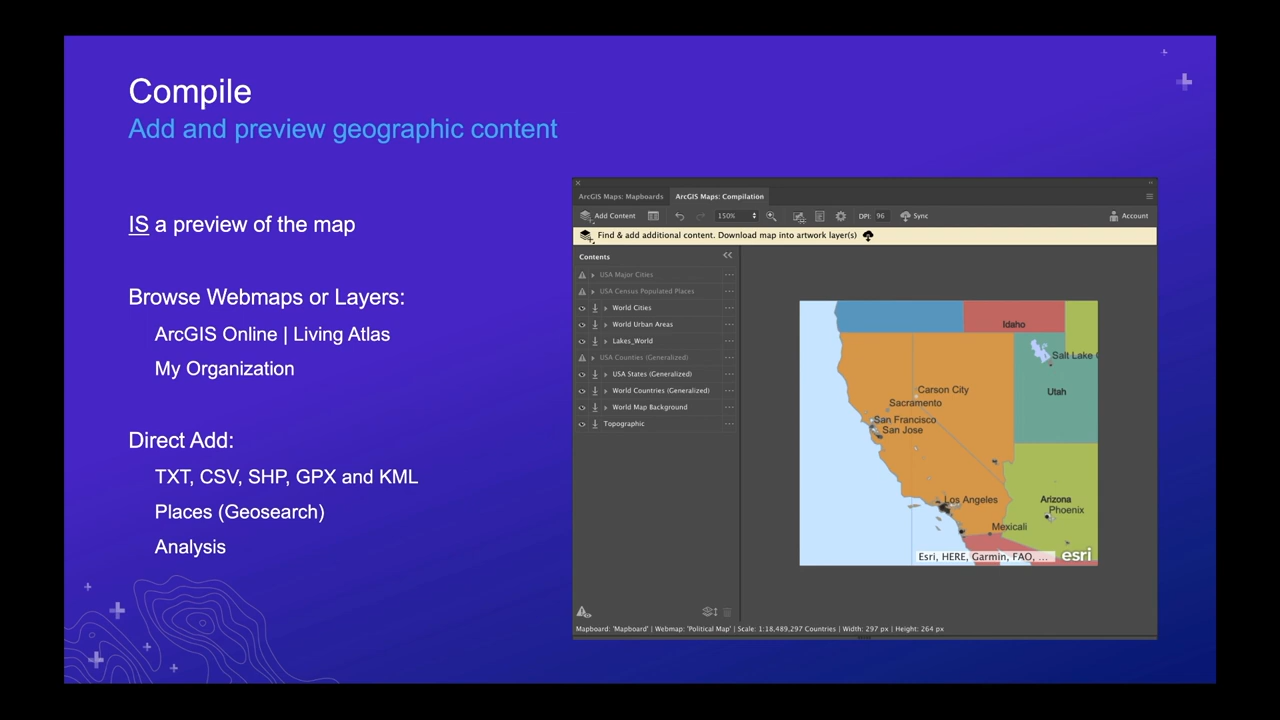 Compile
Add and preview geographic content
IS a preview of the map
Browse Webmaps or Layers:
ArcGIS Online | Living Atlas
My Organization
Direct Add:
TXT, CSV, SHP, GPX and KML
Places (Geosearch)
Analysis
ArcGIS Maps: Mapboards
ArcGIS Maps: Compilation
Add Content
150%
DPI: 96
Sync
Account
Find & add additional content. Download map into artwork layer(s)
Contents
USA Major Cities
USA Census Populated Places
World Cities
World Urban Areas
Lakes_World
USA Counties (Generalized)
USA States (Generalized)
World Countries (Generalized)
World Map Background
Topographic
Idaho
Salt Lake
Utah
Carson City
Sacramento
San Francisco
San Jose
Los Angeles
Arizona
Phoenix
Mexicali
Esri, HERE, Garmin, FAO, ...
esri
Mapboard: 'Mapboard' | Webmap: 'Political Map' | Scale: 1:18,489,297 Countries | Width: 297 px | Height: 264 px